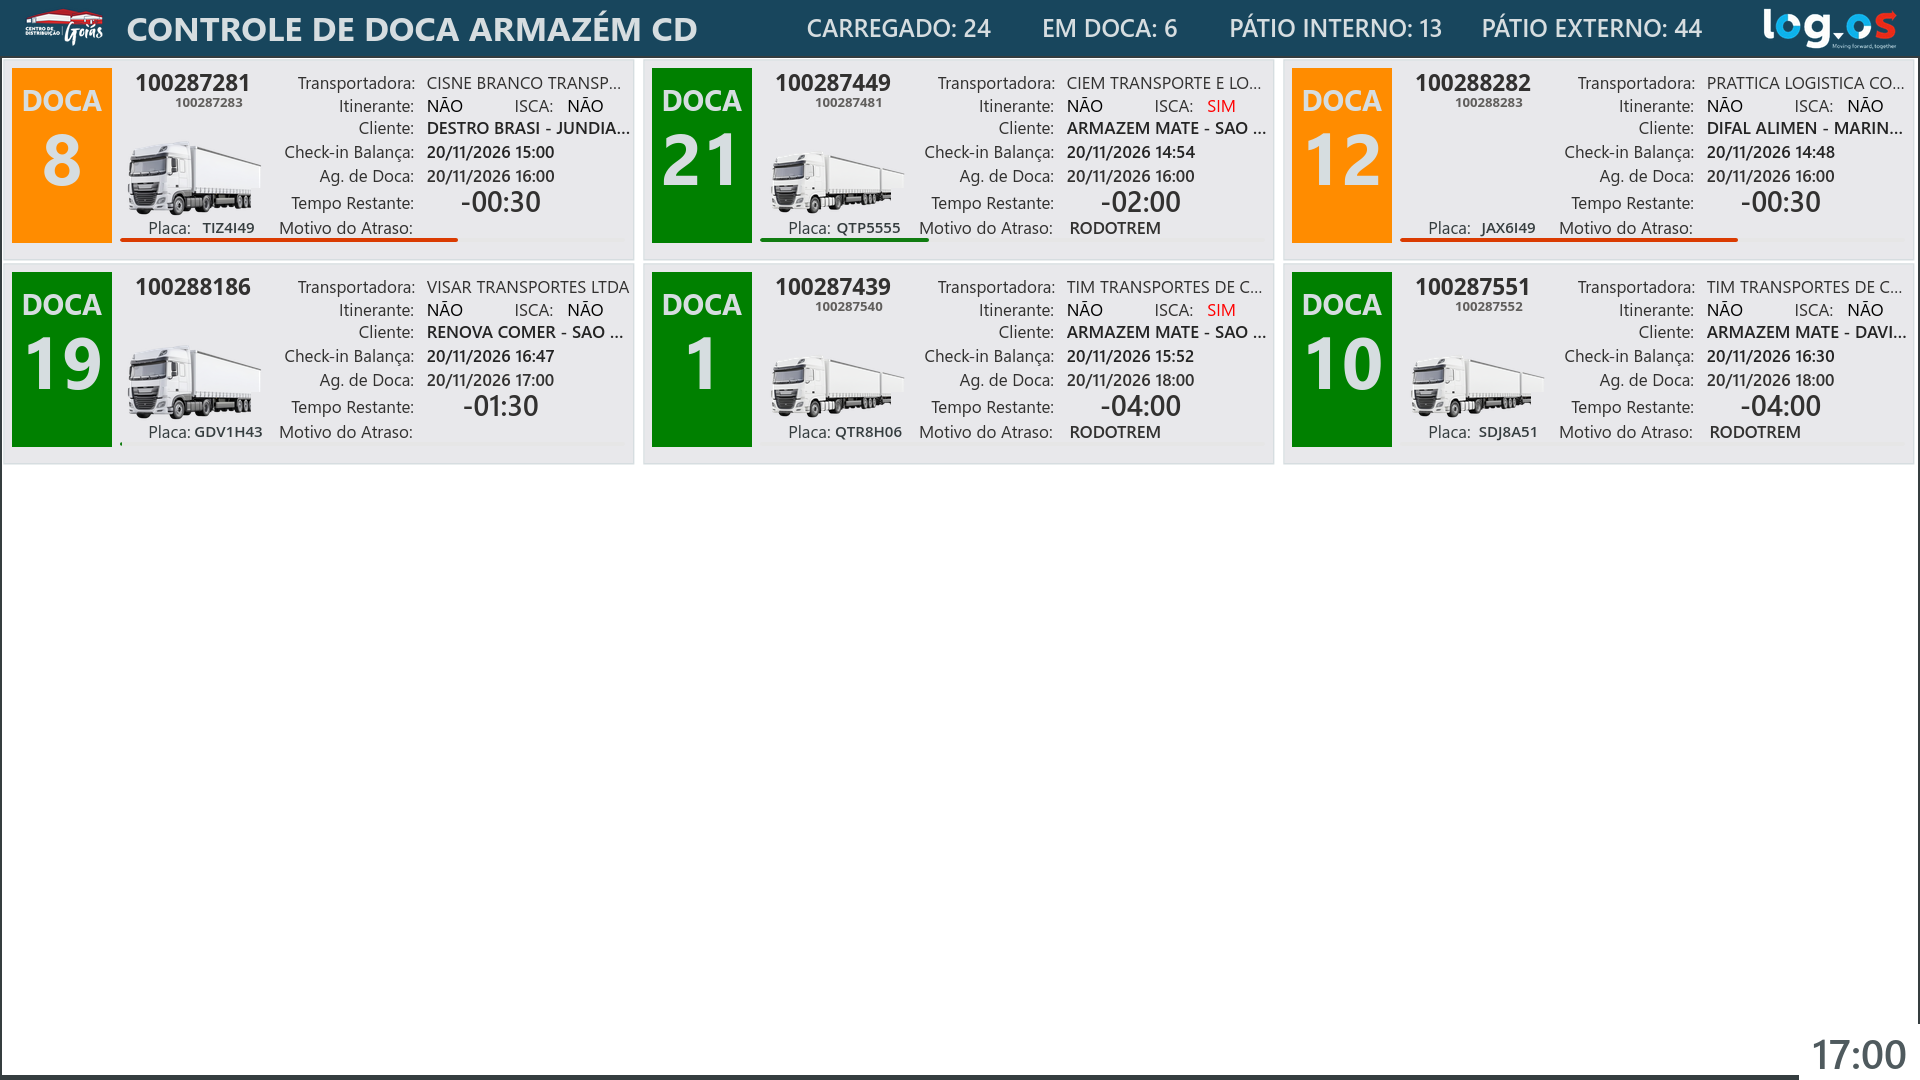 CENTRO DE DISTRIBUIÇÃO Goiás
CONTROLE DE DOCA ARMAZÉM CD
CARREGADO: 24
EM DOCA: 6
PÁTIO INTERNO: 13
PÁTIO EXTERNO: 44
log.os
Moving forward, together
DOCA
8
100287281
100287283
Placa: TIZ4I49
Transportadora: CISNE BRANCO TRANSP...
Itinerante: NÃO ISCA: NÃO
Cliente: DESTRO BRASI - JUNDIA...
Check-in Balança: 20/11/2026 15:00
Ag. de Doca: 20/11/2026 16:00
Tempo Restante: -00:30
Motivo do Atraso:
DOCA
21
100287449
100287481
Placa: QTP5555
Transportadora: CIEM TRANSPORTE E LO...
Itinerante: NÃO ISCA: SIM
Cliente: ARMAZEM MATE - SAO ...
Check-in Balança: 20/11/2026 14:54
Ag. de Doca: 20/11/2026 16:00
Tempo Restante: -02:00
Motivo do Atraso: RODOTREM
DOCA
12
100288282
100288283
Placa: JAX6I49
Transportadora: PRATTICA LOGISTICA CO...
Itinerante: NÃO ISCA: NÃO
Cliente: DIFAL ALIMEN - MARIN...
Check-in Balança: 20/11/2026 14:48
Ag. de Doca: 20/11/2026 16:00
Tempo Restante: -00:30
Motivo do Atraso:
DOCA
19
100288186
Placa: GDV1H43
Transportadora: VISAR TRANSPORTES LTDA
Itinerante: NÃO ISCA: NÃO
Cliente: RENOVA COMER - SAO ...
Check-in Balança: 20/11/2026 16:47
Ag. de Doca: 20/11/2026 17:00
Tempo Restante: -01:30
Motivo do Atraso:
DOCA
1
100287439
100287540
Placa: QTR8H06
Transportadora: TIM TRANSPORTES DE C...
Itinerante: NÃO ISCA: SIM
Cliente: ARMAZEM MATE - SAO ...
Check-in Balança: 20/11/2026 15:52
Ag. de Doca: 20/11/2026 18:00
Tempo Restante: -04:00
Motivo do Atraso: RODOTREM
DOCA
10
100287551
100287552
Placa: SDJ8A51
Transportadora: TIM TRANSPORTES DE C...
Itinerante: NÃO ISCA: NÃO
Cliente: ARMAZEM MATE - DAVI...
Check-in Balança: 20/11/2026 16:30
Ag. de Doca: 20/11/2026 18:00
Tempo Restante: -04:00
Motivo do Atraso: RODOTREM
17:00